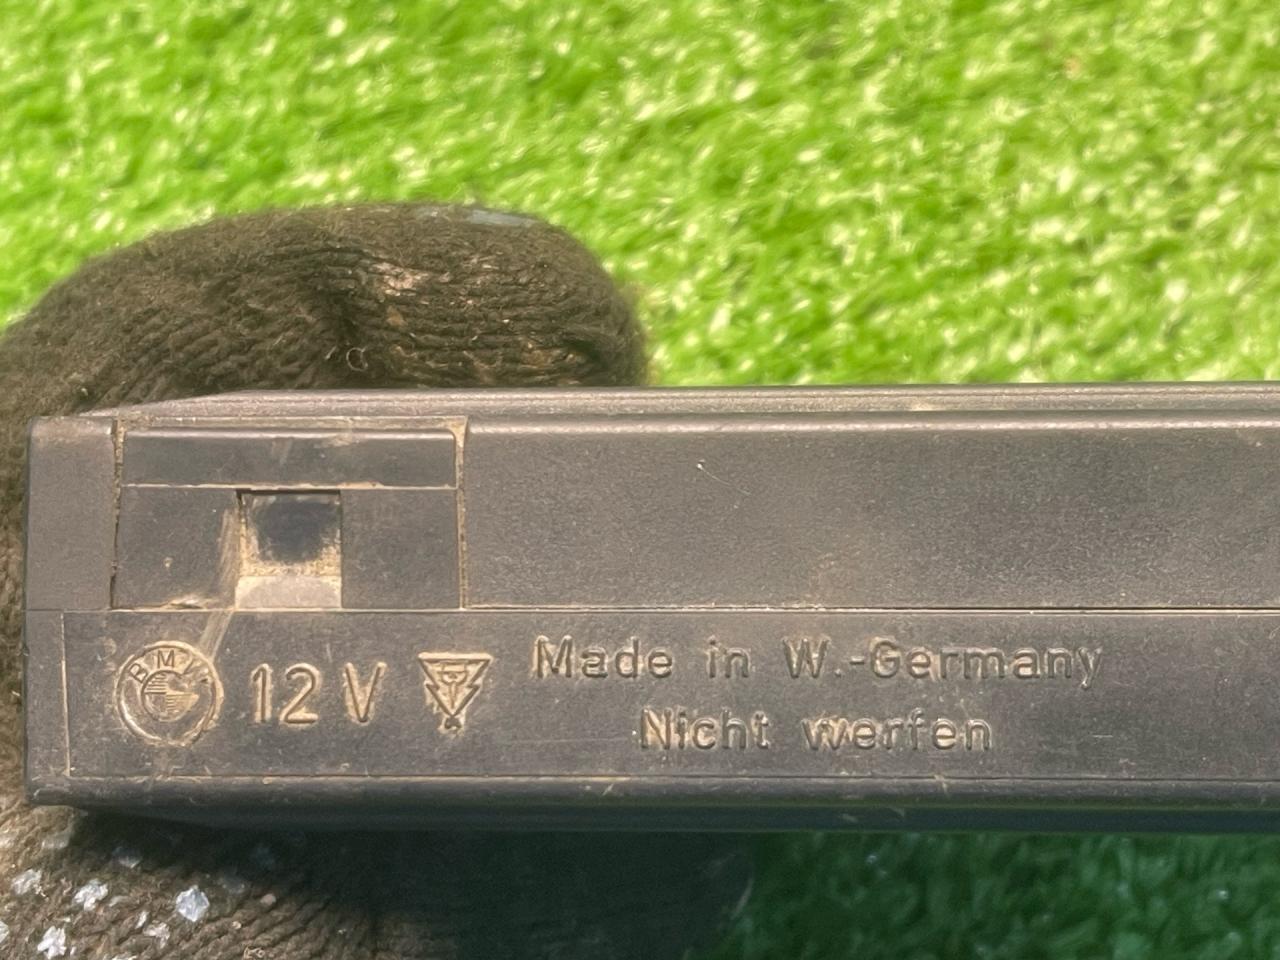 BMW
12 V
Made in W.-Germany
Nicht werfen